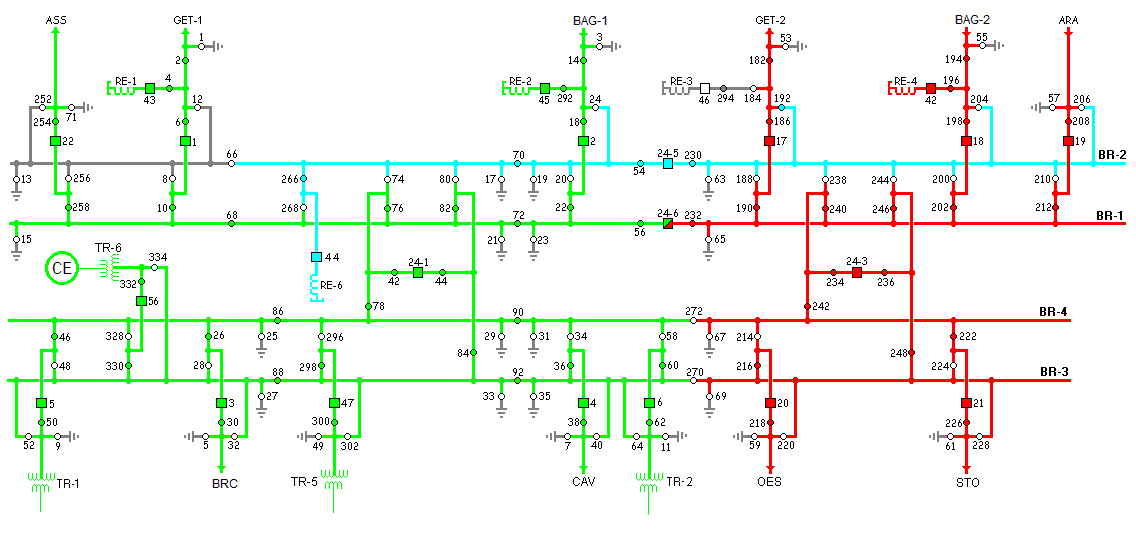 ASS GET-1 BAG-1 GET-2 BAG-2 ARA
1 3 53 55
2 14 182 194
RE-1 4 RE-2 RE-3 RE-4 196
43 45 292 46 294 184 42
252 71 12 24 192 204 57 206
254 6 18 186 198 208
22 1 2 17 18 19
66 70 24-5 230 BR-2
54
13 256 8 266 74 80 17 19 20 63 188 238 244 200 210
258 10 268 76 82 22 190 240 246 202 212
68 72 24-6 232 BR-1
56
15 21 23 65
TR-6 334 44 24-1 24-3
CE 332 42 44 234 236
56 RE-6
78 242
86 90 272 BR-4
46 328 26 25 296 29 31 34 58 67 214 222
84 248
48 330 28 298 36 60 216 224
88 92 270 BR-3
27 33 35 69
5 3 47 4 6 20 21
50 30 300 38 62 218 226
52 9 5 32 49 302 7 40 64 11 59 220 61 228
TR-1 BRC TR-5 CAV TR-2 OES STO